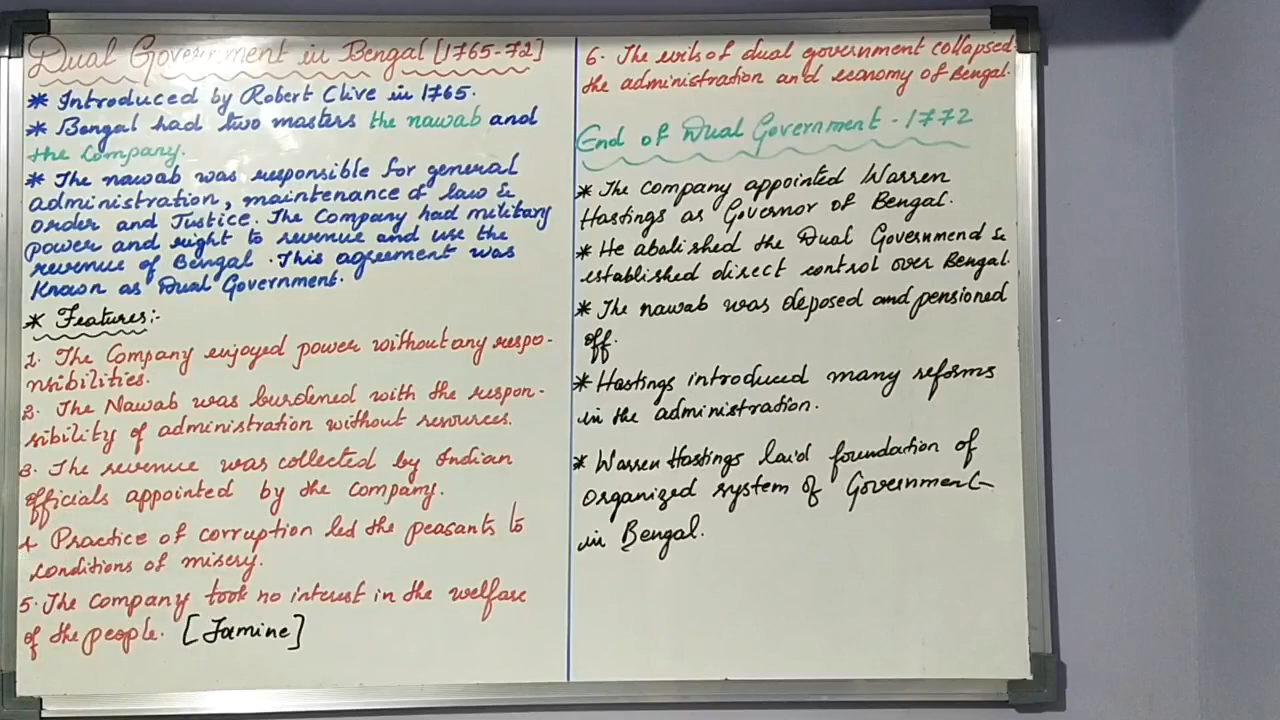 Dual Government in Bengal [1765-72]
* Introduced by Robert Clive in 1765.
* Bengal had two masters the nawab and
the Company.
* The nawab was responsible for general
administration, maintenance of law &
order and Justice. The Company had military
power and right to revenue and use the
revenue of Bengal. This agreement was
known as Dual Government.
* Features:-
1. The Company enjoyed power without any respo-
nsibilities.
2. The Nawab was burdened with the respon-
sibility of administration without resources.
3. The revenue was collected by Indian
officials appointed by the Company.
4 Practice of corruption led the peasants to
conditions of misery.
5. The Company took no interest in the welfare
of the people. [Famine]
6. The evils of dual government collapsed
the administration and economy of Bengal.
End of Dual Government - 1772
* The Company appointed Warren
Hastings as Governor of Bengal.
* He abolished the Dual Governmend &
established direct control over Bengal.
* The nawab was deposed and pensioned
off.
* Hastings introduced many reforms
in the administration.
* Warren Hastings laid foundation of
Organized system of Government
in Bengal.